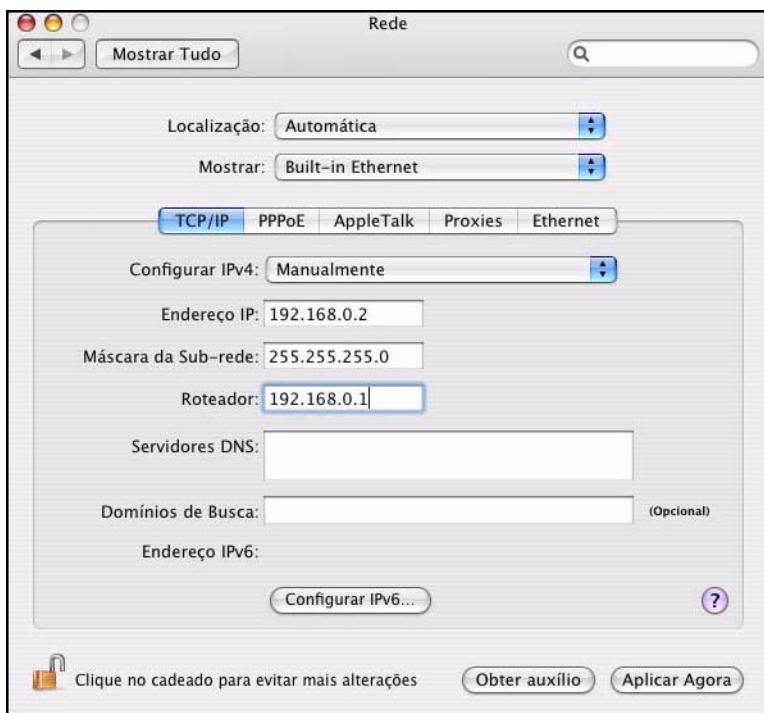 Rede
Mostrar Tudo
Localização: Automática
Mostrar: Built-in Ethernet
TCP/IP PPPoE AppleTalk Proxies Ethernet
Configurar IPv4: Manualmente
Endereço IP: 192.168.0.2
Máscara da Sub-rede: 255.255.255.0
Roteador: 192.168.0.1
Servidores DNS:
Domínios de Busca: (Opcional)
Endereço IPv6:
Configurar IPv6... ?
Clique no cadeado para evitar mais alterações Obter auxílio Aplicar Agora